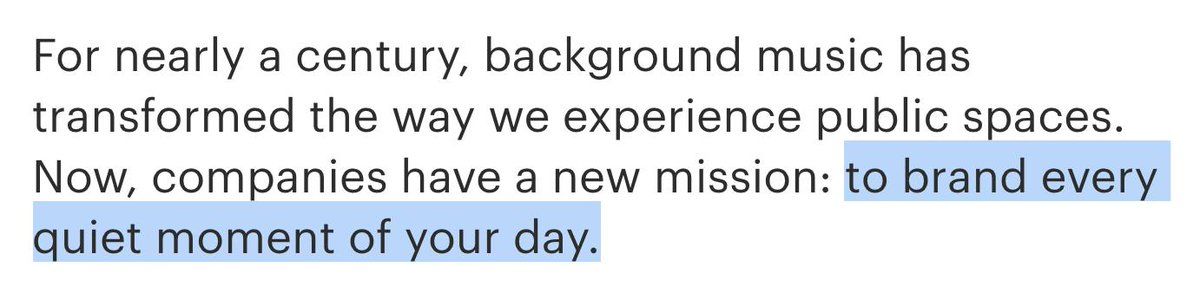 For nearly a century, background music has
transformed the way we experience public spaces.
Now, companies have a new mission: to brand every
quiet moment of your day.